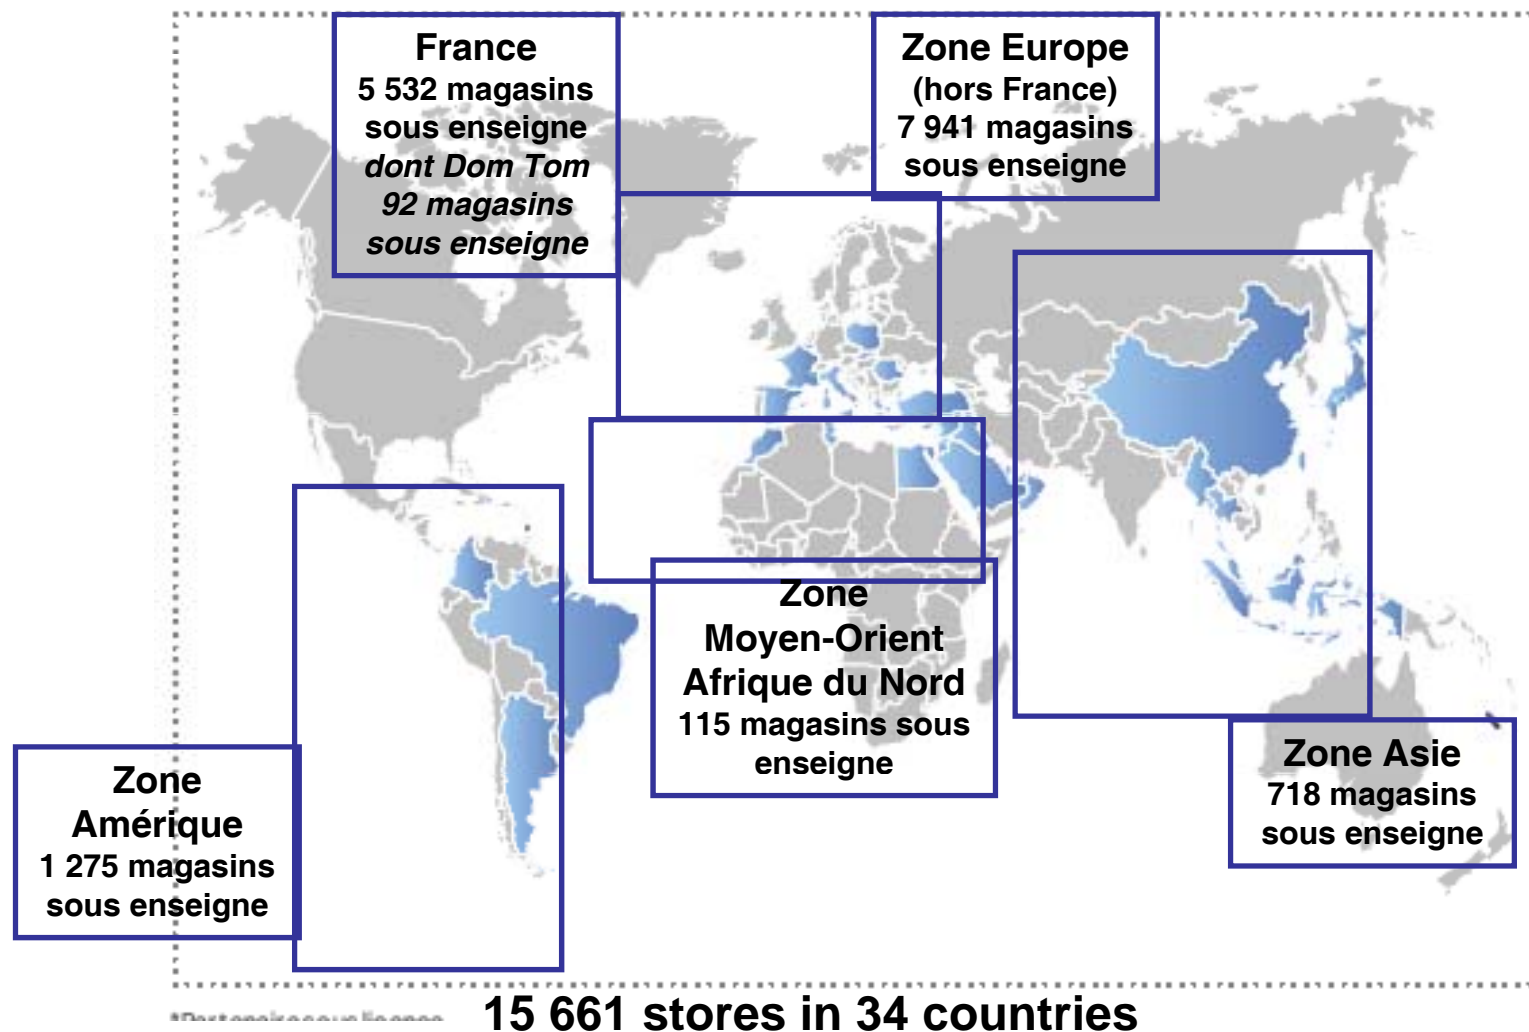 France
5 532 magasins
sous enseigne
dont Dom Tom
92 magasins
sous enseigne
Zone Europe
(hors France)
7 941 magasins
sous enseigne
Zone
Moyen-Orient
Afrique du Nord
115 magasins sous
enseigne
Zone Asie
718 magasins
sous enseigne
Zone
Amérique
1 275 magasins
sous enseigne
15 661 stores in 34 countries